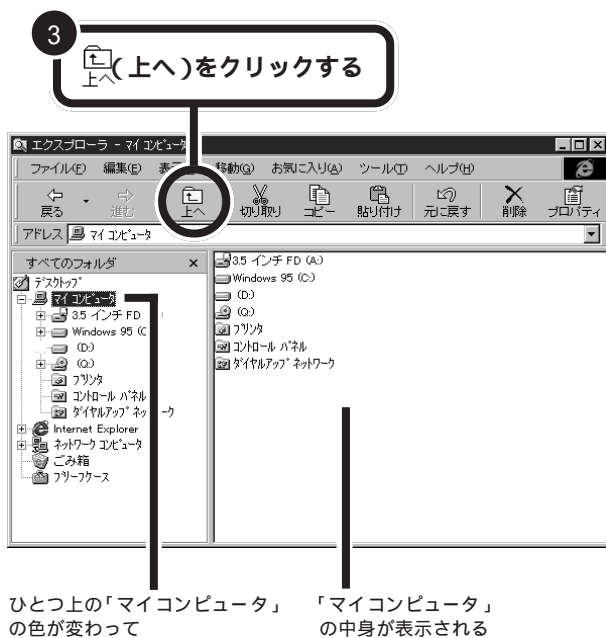 3
上へ
(上へ)をクリックする
エクスプローラ - マイ コンピュータ
ファイル(F) 編集(E) 表示 移動(G) お気に入り(A) ツール(T) ヘルプ(H)
戻る 進む 上へ 切り取り コピー 貼り付け 元に戻す 削除 プロパティ
アドレス マイ コンピュータ
すべてのフォルダ ×
デスクトップ
マイ コンピュータ
3.5 インチ FD
Windows 95 (C
(D:)
(Q:)
プリンタ
コントロール パネル
ダイヤルアップ ネッ ーク
Internet Explorer
ネットワーク コンピュータ
ごみ箱
ブリーフケース
3.5 インチ FD (A:)
Windows 95 (C:)
(D:)
(Q:)
プリンタ
コントロール パネル
ダイヤルアップ ネットワーク
ひとつ上の「マイコンピュータ」
の色が変わって
「マイコンピュータ」
の中身が表示される